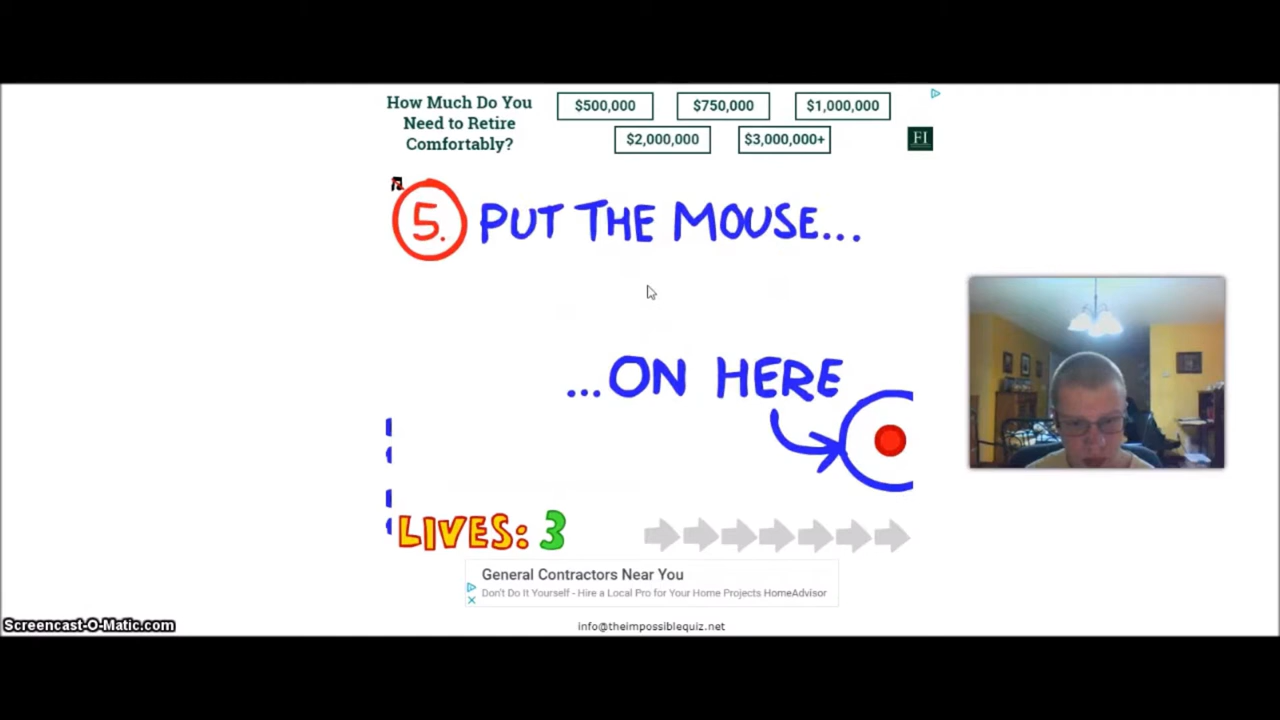 How Much Do You
Need to Retire
Comfortably?
$500,000
$750,000
$1,000,000
$2,000,000
$3,000,000+
FI
5. PUT THE MOUSE...
...ON HERE
LIVES: 3
General Contractors Near You
Don't Do It Yourself - Hire a Local Pro for Your Home Projects HomeAdvisor
Screencast-O-Matic.com
info@theimpossiblequiz.net